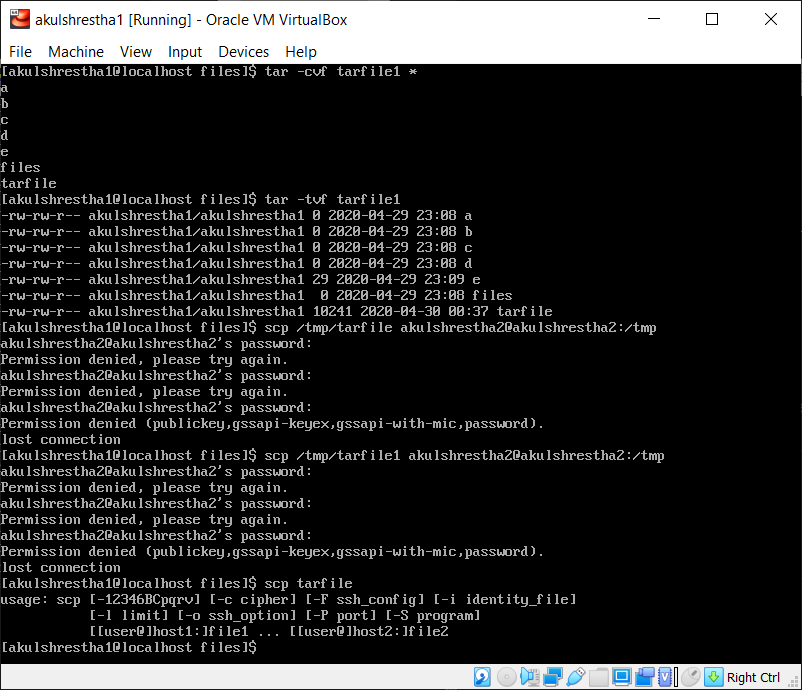 akulshrestha1 [Running] - Oracle VM VirtualBox
File Machine View Input Devices Help
[akulshrestha1@localhost files]$ tar -cvf tarfile1 *
a
b
c
d
e
files
tarfile
[akulshrestha1@localhost files]$ tar -tvf tarfile1
-rw-rw-r-- akulshrestha1/akulshrestha1 0 2020-04-29 23:08 a
-rw-rw-r-- akulshrestha1/akulshrestha1 0 2020-04-29 23:08 b
-rw-rw-r-- akulshrestha1/akulshrestha1 0 2020-04-29 23:08 c
-rw-rw-r-- akulshrestha1/akulshrestha1 0 2020-04-29 23:08 d
-rw-rw-r-- akulshrestha1/akulshrestha1 29 2020-04-29 23:09 e
-rw-rw-r-- akulshrestha1/akulshrestha1  0 2020-04-29 23:08 files
-rw-rw-r-- akulshrestha1/akulshrestha1 10241 2020-04-30 00:37 tarfile
[akulshrestha1@localhost files]$ scp /tmp/tarfile akulshrestha2@akulshrestha2:/tmp
akulshrestha2@akulshrestha2's password:
Permission denied, please try again.
akulshrestha2@akulshrestha2's password:
Permission denied, please try again.
akulshrestha2@akulshrestha2's password:
Permission denied (publickey,gssapi-keyex,gssapi-with-mic,password).
lost connection
[akulshrestha1@localhost files]$ scp /tmp/tarfile1 akulshrestha2@akulshrestha2:/tmp
akulshrestha2@akulshrestha2's password:
Permission denied, please try again.
akulshrestha2@akulshrestha2's password:
Permission denied, please try again.
akulshrestha2@akulshrestha2's password:
Permission denied (publickey,gssapi-keyex,gssapi-with-mic,password).
lost connection
[akulshrestha1@localhost files]$ scp tarfile
usage: scp [-12346BCpqrv] [-c cipher] [-F ssh_config] [-i identity_file]
           [-l limit] [-o ssh_option] [-P port] [-S program]
           [[user@]host1:]file1 ... [[user@]host2:]file2
[akulshrestha1@localhost files]$
Right Ctrl